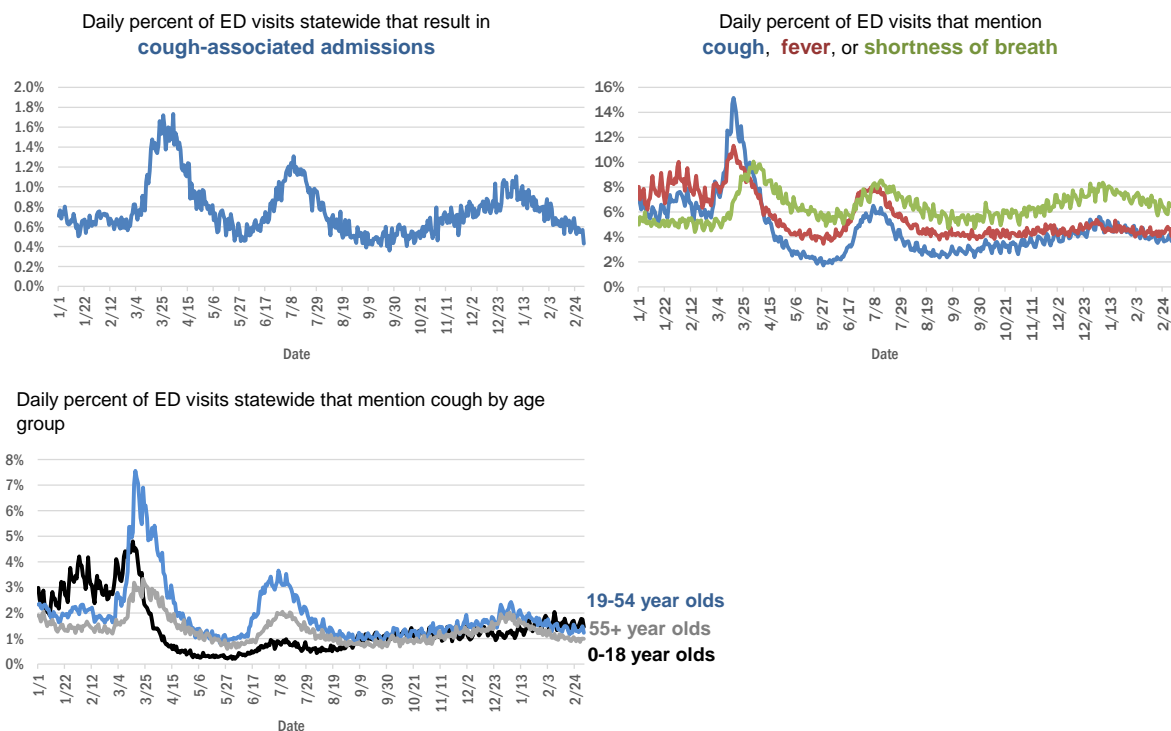 Daily percent of ED visits statewide that result in
cough-associated admissions
2.0%
1.8%
1.6%
1.4%
1.2%
1.0%
0.8%
0.6%
0.4%
0.2%
0.0%
1/1 1/22 2/12 3/4 3/25 4/15 5/6 5/27 6/17 7/8 7/29 8/19 9/9 9/30 10/21 11/11 12/2 12/23 1/13 2/3 2/24
Date
Daily percent of ED visits that mention
cough, fever, or shortness of breath
16%
14%
12%
10%
8%
6%
4%
2%
0%
1/1 1/22 2/12 3/4 3/25 4/15 5/6 5/27 6/17 7/8 7/29 8/19 9/9 9/30 10/21 11/11 12/2 12/23 1/13 2/3 2/24
Date
Daily percent of ED visits statewide that mention cough by age
group
8%
7%
6%
5%
4%
3%
2%
1%
0%
1/1 1/22 2/12 3/4 3/25 4/15 5/6 5/27 6/17 7/8 7/29 8/19 9/9 9/30 10/21 11/11 12/2 12/23 1/13 2/3 2/24
Date
19-54 year olds
55+ year olds
0-18 year olds